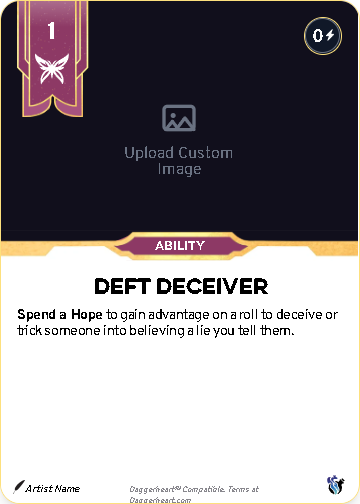 1
0
Upload Custom
Image
ABILITY
DEFT DECEIVER
Spend a Hope to gain advantage on a roll to deceive or
trick someone into believing a lie you tell them.
Artist Name
Daggerheart™ Compatible. Terms at
Daggerheart.com